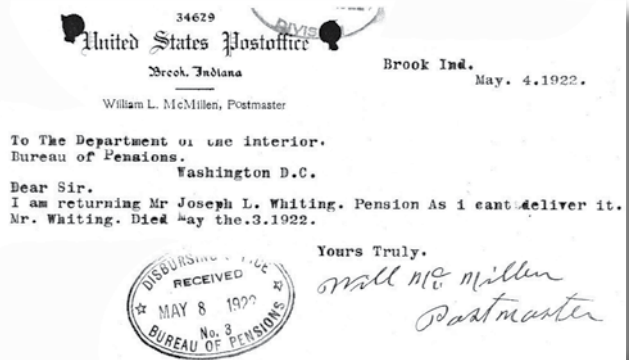 34629
DIVIS
United States Postoffice
Brook, Indiana
William L. McMillen, Postmaster
Brook Ind.
May. 4.1922.
To The Department of the interior.
Bureau of Pensions.
Washington D.C.
Dear Sir.
I am returning Mr Joseph L. Whiting. Pension As i cant deliver it.
Mr. Whiting. Died May the.3.1922.
Yours Truly.
Will McMillen
Postmaster
DISBURSING OFFICE
RECEIVED
MAY 8 1922
No. 3
BUREAU OF PENSIONS